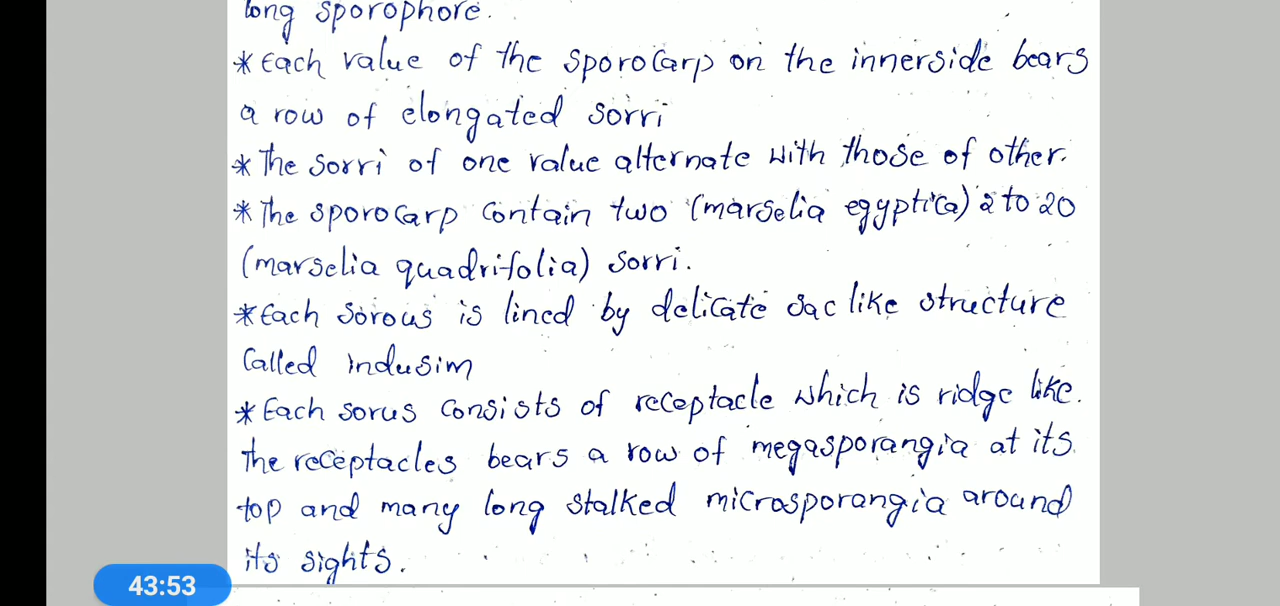 long sporophore.
* Each value of the sporocarp on the innerside bears
a row of elongated sorri
* The sorri of one value alternate with those of other.
* The sporocarp contain two (marselia egyptica) 2 to 20
(marselia quadrifolia) sorri.
* Each sorous is lined by delicate sac like structure
called indusim
* Each sorus consists of receptacle which is ridge like.
The receptacles bears a row of megasporangia at its
top and many long stalked microsporangia around
its sights.
43:53